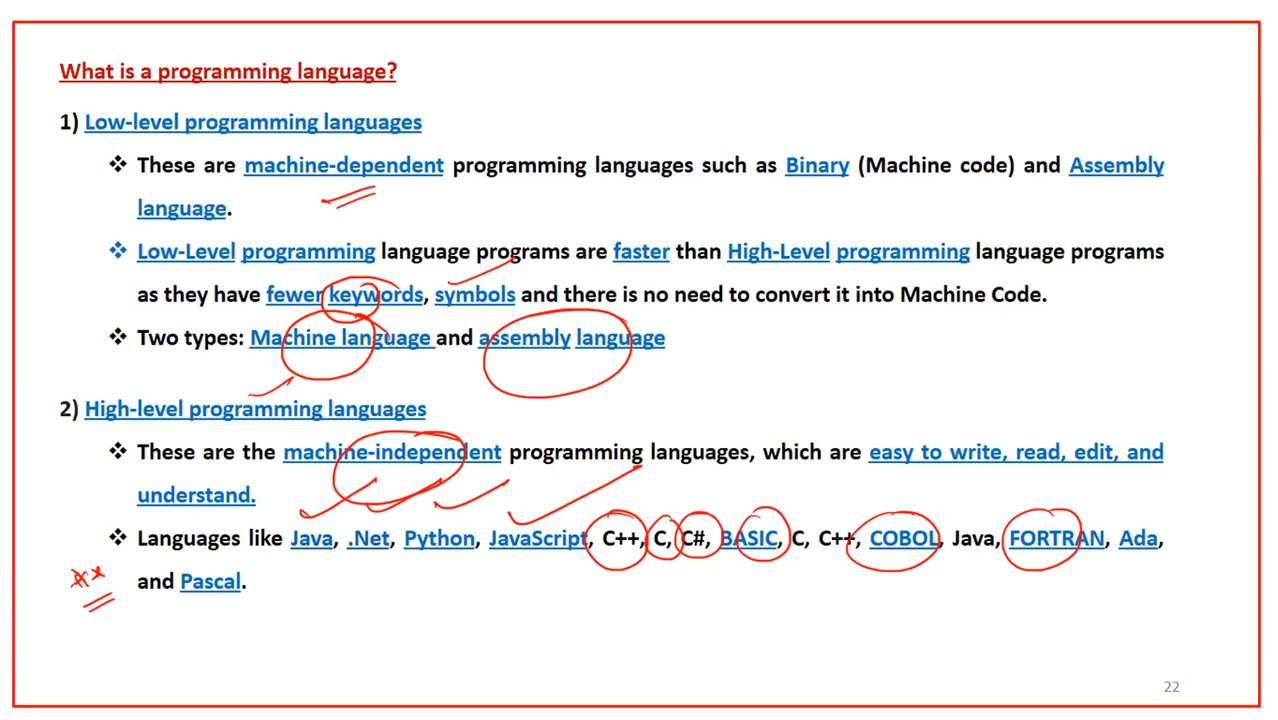 What is a programming language?
1) Low-level programming languages
❖ These are machine-dependent programming languages such as Binary (Machine code) and Assembly
language.
❖ Low-Level programming language programs are faster than High-Level programming language programs
as they have fewer keywords, symbols and there is no need to convert it into Machine Code.
❖ Two types: Machine language and assembly language
2) High-level programming languages
❖ These are the machine-independent programming languages, which are easy to write, read, edit, and
understand.
❖ Languages like Java, .Net, Python, JavaScript, C++, C, C#, BASIC, C, C++, COBOL, Java, FORTRAN, Ada,
and Pascal.
22